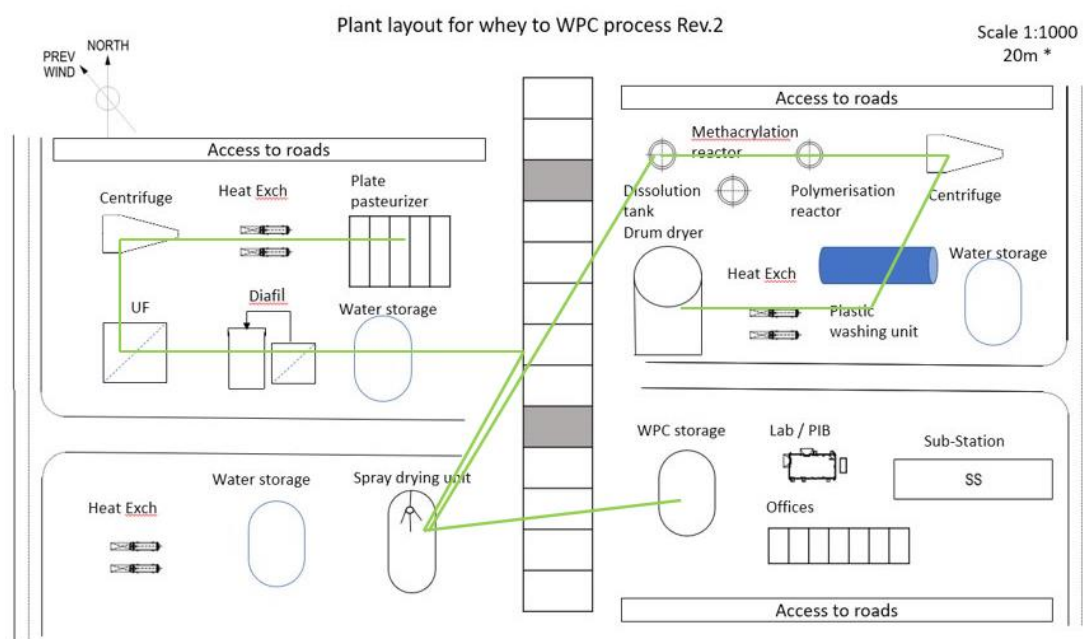 Plant layout for whey to WPC process Rev.2
Scale 1:1000
20m *
NORTH
PREV
WIND
Access to roads
Centrifuge
Heat Exch
Plate
pasteurizer
UF
Diafil
Water storage
Access to roads
Methacrylation
reactor
Dissolution
tank
Polymerisation
reactor
Centrifuge
Drum dryer
Heat Exch
Plastic
washing unit
Water storage
Heat Exch
Water storage
Spray drying unit
WPC storage
Lab / PIB
Sub-Station
SS
Offices
Access to roads